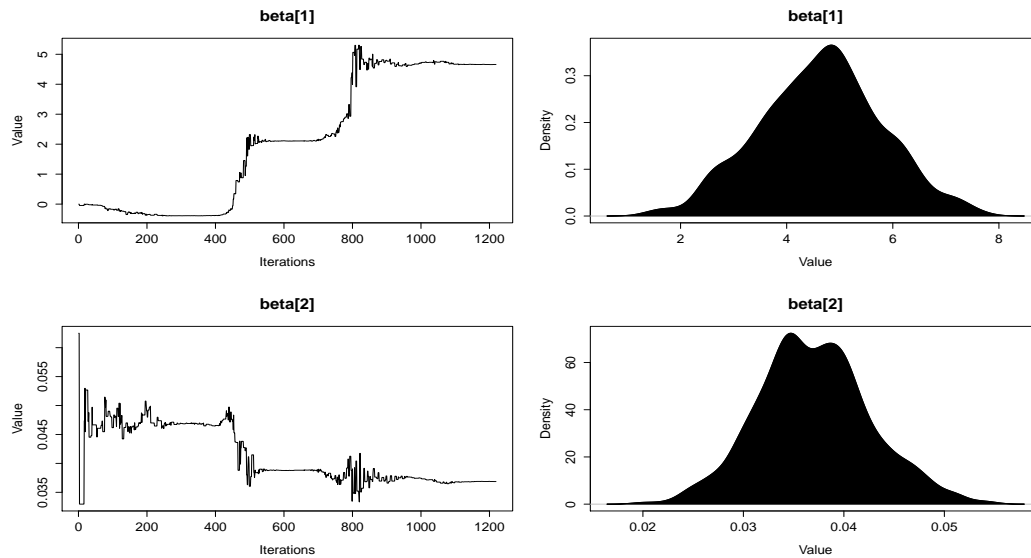 beta[1]
Value
0 1 2 3 4 5
0 200 400 600 800 1000 1200
Iterations
beta[1]
Density
0.0 0.1 0.2 0.3
2 4 6 8
Value
beta[2]
Value
0.035 0.045 0.055
0 200 400 600 800 1000 1200
Iterations
beta[2]
Density
0 20 40 60
0.02 0.03 0.04 0.05
Value